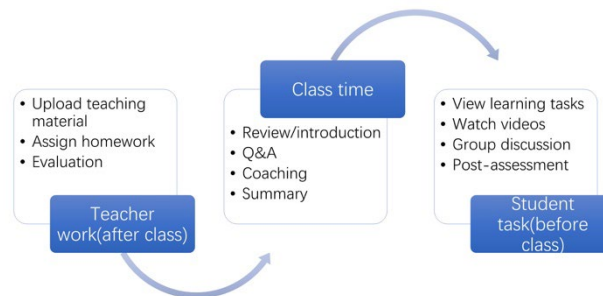 • Upload teaching
material
• Assign homework
• Evaluation
Teacher
work(after class)
Class time
• Review/introduction
• Q&A
• Coaching
• Summary
• View learning tasks
• Watch videos
• Group discussion
• Post-assessment
Student
task(before
class)